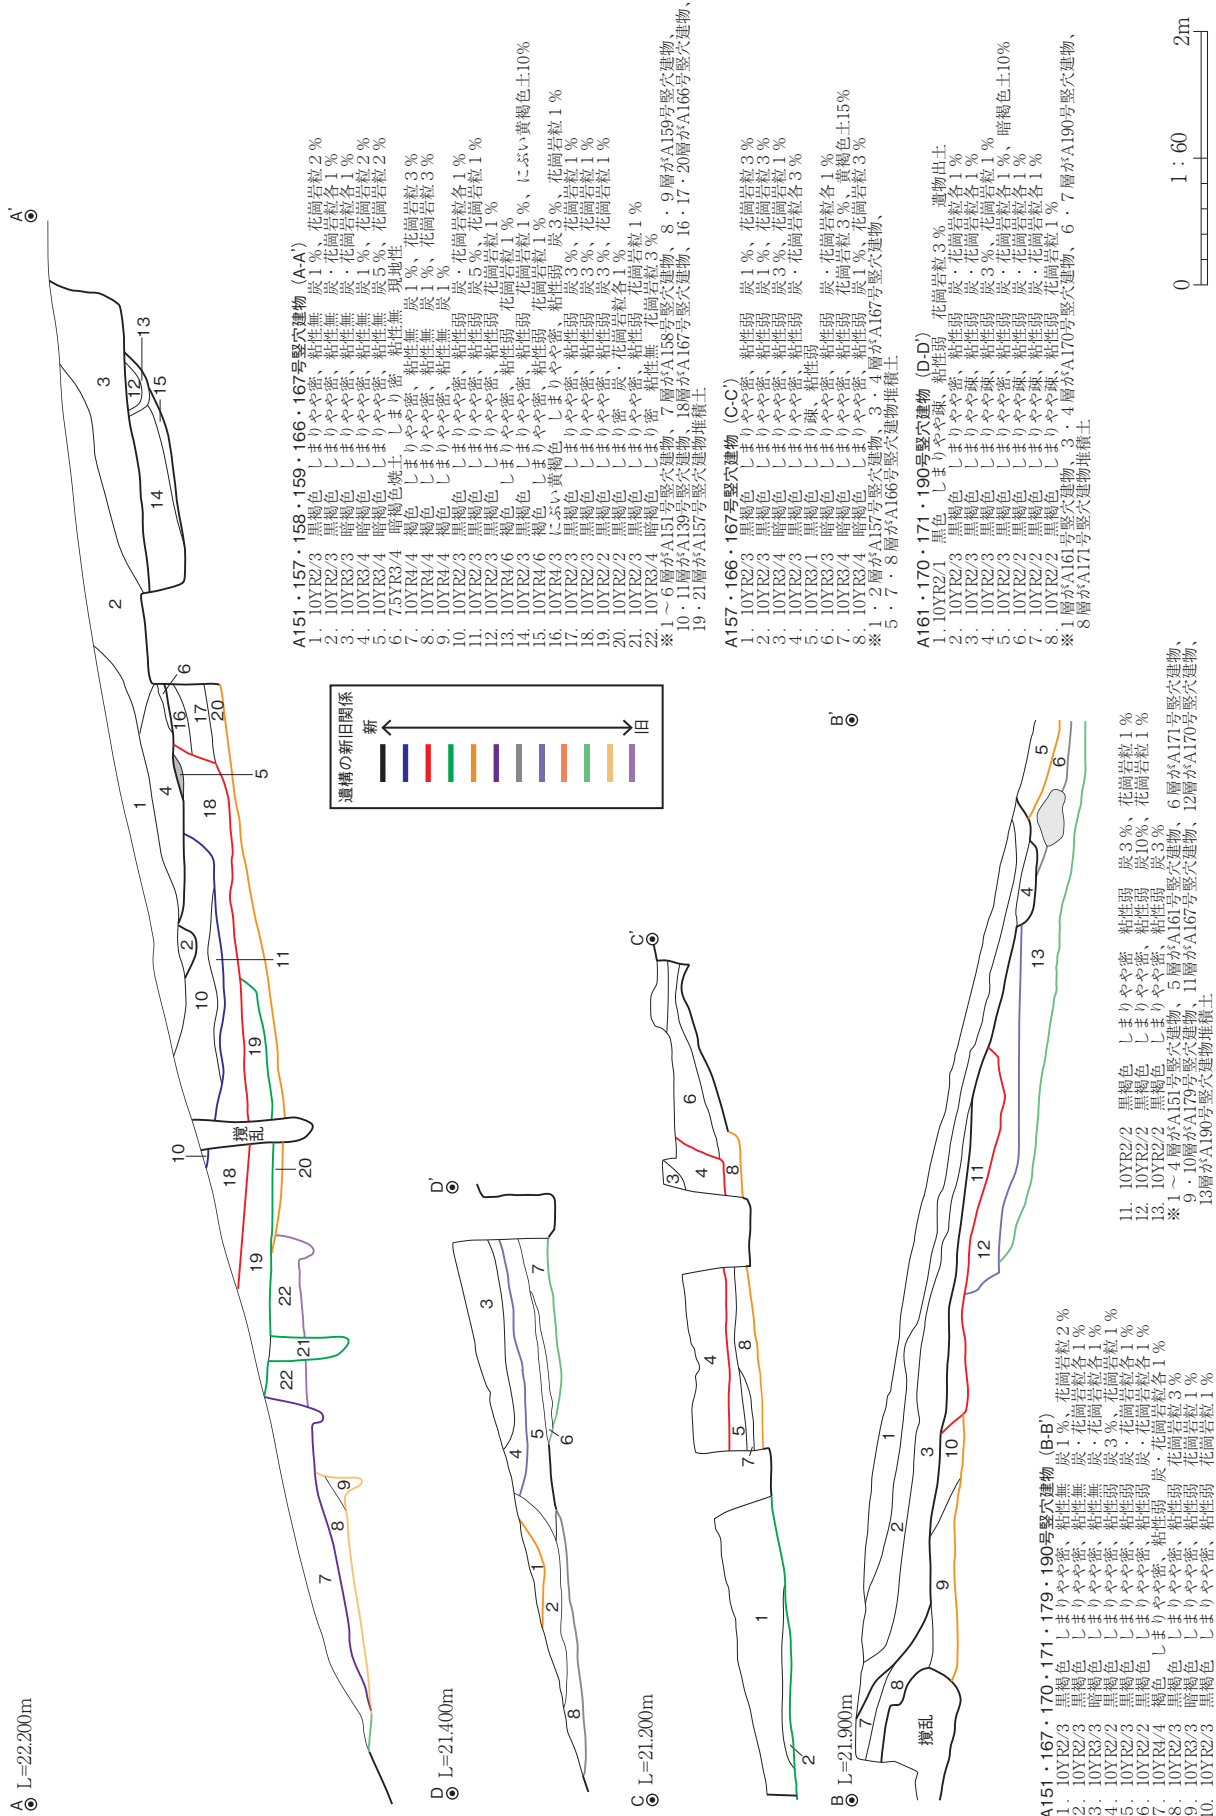 A
L=22.200m
A'
D
L=21.400m
D'
C
L=21.200m
C'
B
L=21.900m
B'
撹乱
撹乱
遺構の新旧関係
新
旧
A151・157・158・159・166・167号竪穴建物（A-A'）
1. 10YR2/3 黒褐色 しまりやや密、粘性無 炭1%、花崗岩粒2%
2. 10YR2/3 黒褐色 しまりやや密、粘性無 炭・花崗岩粒各1%
3. 10YR3/3 暗褐色 しまりやや密、粘性無 炭・花崗岩粒各1%
4. 10YR3/4 暗褐色 しまりやや密、粘性無 炭1%、花崗岩粒2%
5. 10YR3/4 暗褐色 しまりやや密、粘性無 炭5%、花崗岩粒2%
6. 7.5YR3/4 暗褐色焼土 しまり密 粘性無 現地性
7. 10YR4/4 褐色 しまりやや密、粘性無 炭1%、花崗岩粒3%
8. 10YR4/4 褐色 しまりやや密、粘性無 炭1%、花崗岩粒3%
9. 10YR4/4 褐色 しまりやや密、粘性無 炭1%
10. 10YR2/3 黒褐色 しまりやや密、粘性弱 炭・花崗岩粒各1%
11. 10YR2/3 黒褐色 しまりやや密、粘性弱 炭5%、花崗岩粒1%
12. 10YR2/3 黒褐色 しまりやや密、粘性弱 花崗岩粒1%
13. 10YR4/6 褐色 しまりやや密、粘性弱 花崗岩粒1%
14. 10YR2/3 黒褐色 しまりやや密、粘性弱 花崗岩粒1%、にぶい黄褐色土10%
15. 10YR4/6 褐色 しまりやや密、粘性弱 花崗岩粒1%
16. 10YR4/3 にぶい黄褐色 しまりやや密、粘性弱 炭3%、花崗岩粒1%
17. 10YR2/3 黒褐色 しまりやや密、粘性弱 炭3%、花崗岩粒1%
18. 10YR2/2 黒褐色 しまりやや密、粘性弱 炭3%、花崗岩粒1%
19. 10YR2/2 黒褐色 しまりやや密、粘性弱 炭3%、花崗岩粒1%
20. 10YR2/2 黒褐色 しまり密 炭・花崗岩粒各1%
21. 10YR2/3 黒褐色 しまりやや密、粘性弱 花崗岩粒1%
22. 10YR3/4 暗褐色 しまり密 粘性無 花崗岩粒3%
※1～6層がA151号竪穴建物、7層がA158号竪穴建物、8・9層がA159号竪穴建物、
10・11層がA139号竪穴建物、18層がA167号竪穴建物、16・17・20層がA166号竪穴建物、
19・21層がA157号竪穴建物堆積土
A157・166・167号竪穴建物（C-C'）
1. 10YR2/3 黒褐色 しまりやや密、粘性弱 炭1%、花崗岩粒3%
2. 10YR2/3 黒褐色 しまりやや密、粘性弱 炭3%、花崗岩粒3%
3. 10YR3/3 暗褐色 しまりやや密、粘性弱 炭3%、花崗岩粒1%
4. 10YR2/3 黒褐色 しまりやや密、粘性弱 炭・花崗岩粒各3%
5. 10YR3/1 黒褐色 しまり疎、粘性弱
6. 10YR3/3 暗褐色 しまりやや密、粘性弱 炭・花崗岩粒各1%
7. 10YR3/4 暗褐色 しまりやや密、粘性弱 花崗岩粒3%、黄褐色土15%
8. 10YR3/3 暗褐色 しまりやや密、粘性弱 炭1%、花崗岩粒3%
※1・2層がA157号竪穴建物、3・4層がA167号竪穴建物、
5・7・8層がA166号竪穴建物堆積土
A161・170・171・190号竪穴建物（D-D'）
1. 10YR2/1 黒色 しまりやや疎、粘性弱 花崗岩粒3% 遺物出土
2. 10YR2/3 黒褐色 しまりやや密、粘性弱 炭・花崗岩粒各1%
3. 10YR2/3 黒褐色 しまりやや疎、粘性弱 炭・花崗岩粒各1%
4. 10YR2/3 黒褐色 しまりやや疎、粘性弱 炭3%、花崗岩粒1%
5. 10YR2/3 黒褐色 しまりやや密、粘性弱 炭・花崗岩粒各1%、暗褐色土10%
6. 10YR2/2 黒褐色 しまりやや疎、粘性弱 炭・花崗岩粒各1%
7. 10YR2/2 黒褐色 しまりやや疎、粘性弱 炭・花崗岩粒各1%
8. 10YR2/2 黒褐色 しまりやや疎、粘性弱 花崗岩粒1%
※1層がA161号竪穴建物、3・4層がA170号竪穴建物、6・7層がA190号竪穴建物、
8層がA171号竪穴建物堆積土
A151・167・170・171・179・190号竪穴建物（B-B'）
1. 10YR2/3 黒褐色 しまりやや密、粘性無 炭1%、花崗岩粒2%
2. 10YR2/3 黒褐色 しまりやや密、粘性無 炭・花崗岩粒各1%
3. 10YR3/3 暗褐色 しまりやや密、粘性無 炭・花崗岩粒各1%
4. 10YR2/2 黒褐色 しまりやや密、粘性弱 炭3%、花崗岩粒1%
5. 10YR2/3 黒褐色 しまりやや密、粘性弱 炭・花崗岩粒各1%
6. 10YR2/2 黒褐色 しまりやや密、粘性弱 炭・花崗岩粒各1%
7. 10YR4/4 褐色 しまりやや密、粘性弱 炭・花崗岩粒各1%
8. 10YR2/3 黒褐色 しまりやや密、粘性弱 花崗岩粒3%
9. 10YR3/3 暗褐色 しまりやや密、粘性弱 花崗岩粒1%
10. 10YR2/3 黒褐色 しまりやや密、粘性弱 花崗岩粒1%
11. 10YR2/2 黒褐色 しまりやや密 粘性弱 炭3%、花崗岩粒1%
12. 10YR2/2 黒褐色 しまりやや密、粘性弱 炭10%、花崗岩粒1%
13. 10YR2/2 黒褐色 しまりやや密、粘性弱 炭3%
※1～4層がA151号竪穴建物、5層がA161号竪穴建物、6層がA171号竪穴建物、
9・10層がA179号竪穴建物、11層がA167号竪穴建物、12層がA170号竪穴建物、
13層がA190号竪穴建物堆積土
0 1：60 2m